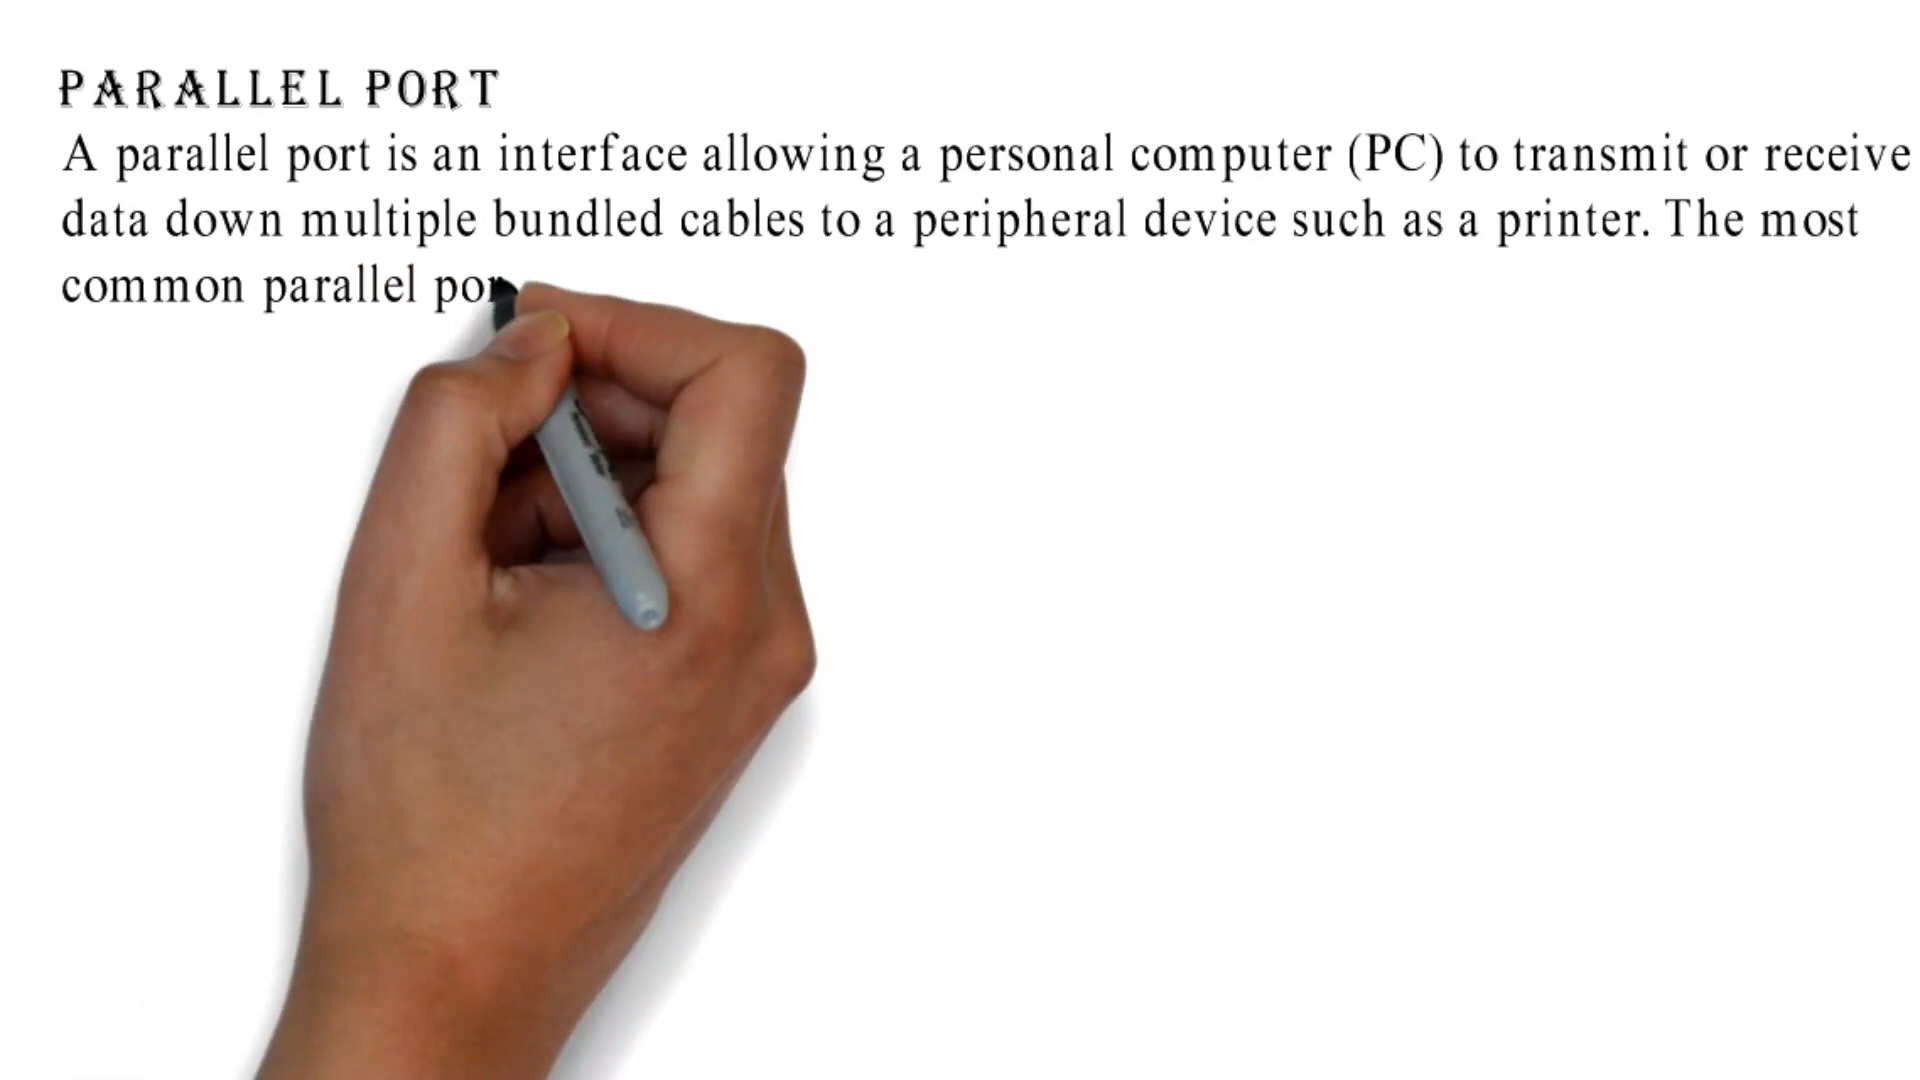 PARALLEL PORT
A parallel port is an interface allowing a personal computer (PC) to transmit or receive
data down multiple bundled cables to a peripheral device such as a printer. The most
common parallel por